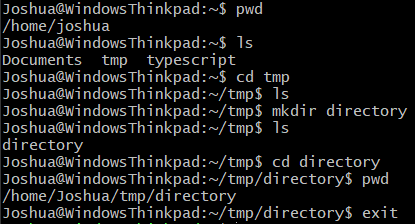 Joshua@WindowsThinkpad:~$ pwd
/home/joshua
Joshua@WindowsThinkpad:~$ ls
Documents  tmp  typescript
Joshua@WindowsThinkpad:~$ cd tmp
Joshua@WindowsThinkpad:~/tmp$ ls
Joshua@WindowsThinkpad:~/tmp$ mkdir directory
Joshua@WindowsThinkpad:~/tmp$ ls
directory
Joshua@WindowsThinkpad:~/tmp$ cd directory
Joshua@WindowsThinkpad:~/tmp/directory$ pwd
/home/Joshua/tmp/directory
Joshua@WindowsThinkpad:~/tmp/directory$ exit